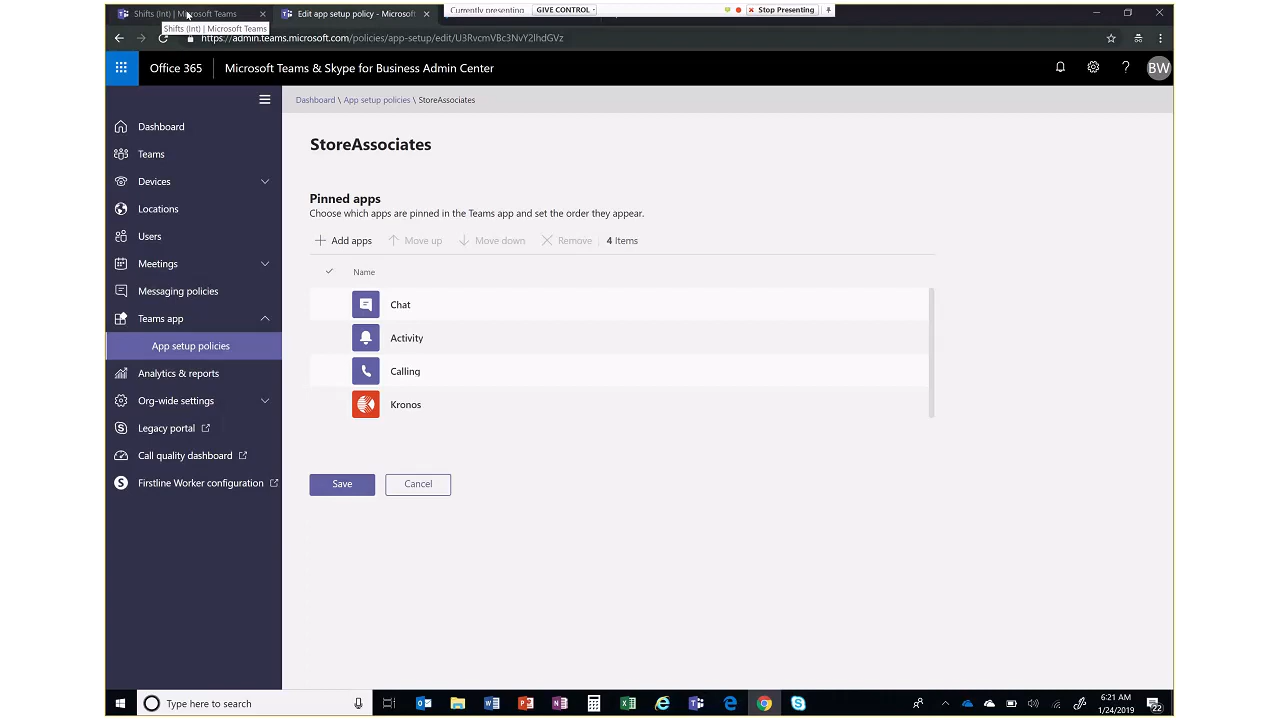 Shifts (Int) | Microsoft Teams
Edit app setup policy - Microsoft
Currently presenting
GIVE CONTROL
Stop Presenting
Shifts (Int) | Microsoft Teams
https://admin.teams.microsoft.com/policies/app-setup/edit/U3RvcmVBc3NvY2lhdGVz
Office 365
Microsoft Teams & Skype for Business Admin Center
BW
Dashboard \ App setup policies \ StoreAssociates
Dashboard
Teams
Devices
Locations
Users
Meetings
Messaging policies
Teams app
App setup policies
Analytics & reports
Org-wide settings
Legacy portal
Call quality dashboard
Firstline Worker configuration
StoreAssociates
Pinned apps
Choose which apps are pinned in the Teams app and set the order they appear.
Add apps
Move up
Move down
Remove
4 Items
Name
Chat
Activity
Calling
Kronos
Save
Cancel
Type here to search
6:21 AM
1/24/2019
22